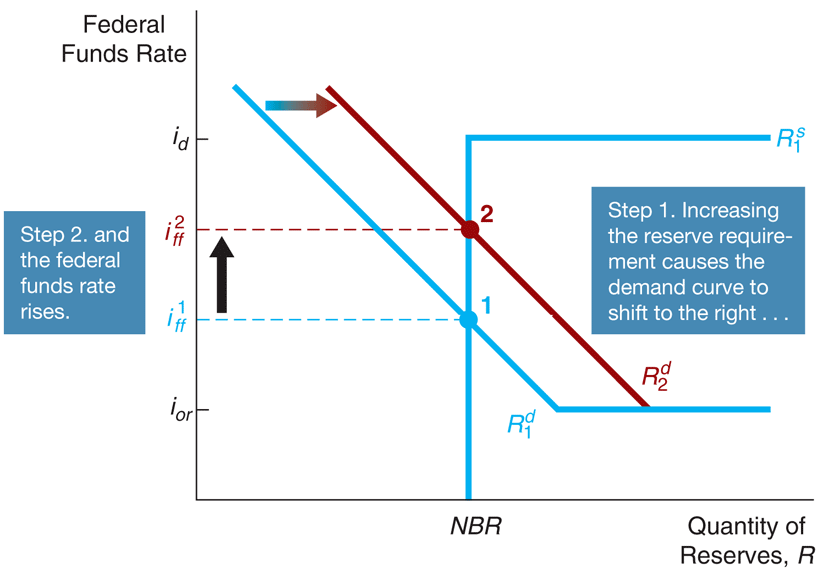 Federal
Funds Rate
i_d
R_1^s
2
Step 1. Increasing
the reserve require-
ment causes the
demand curve to
shift to the right . . .
Step 2. and
the federal
funds rate
rises.
i_ff^2
i_ff^1
1
R_2^d
i_or
R_1^d
NBR
Quantity of
Reserves, R